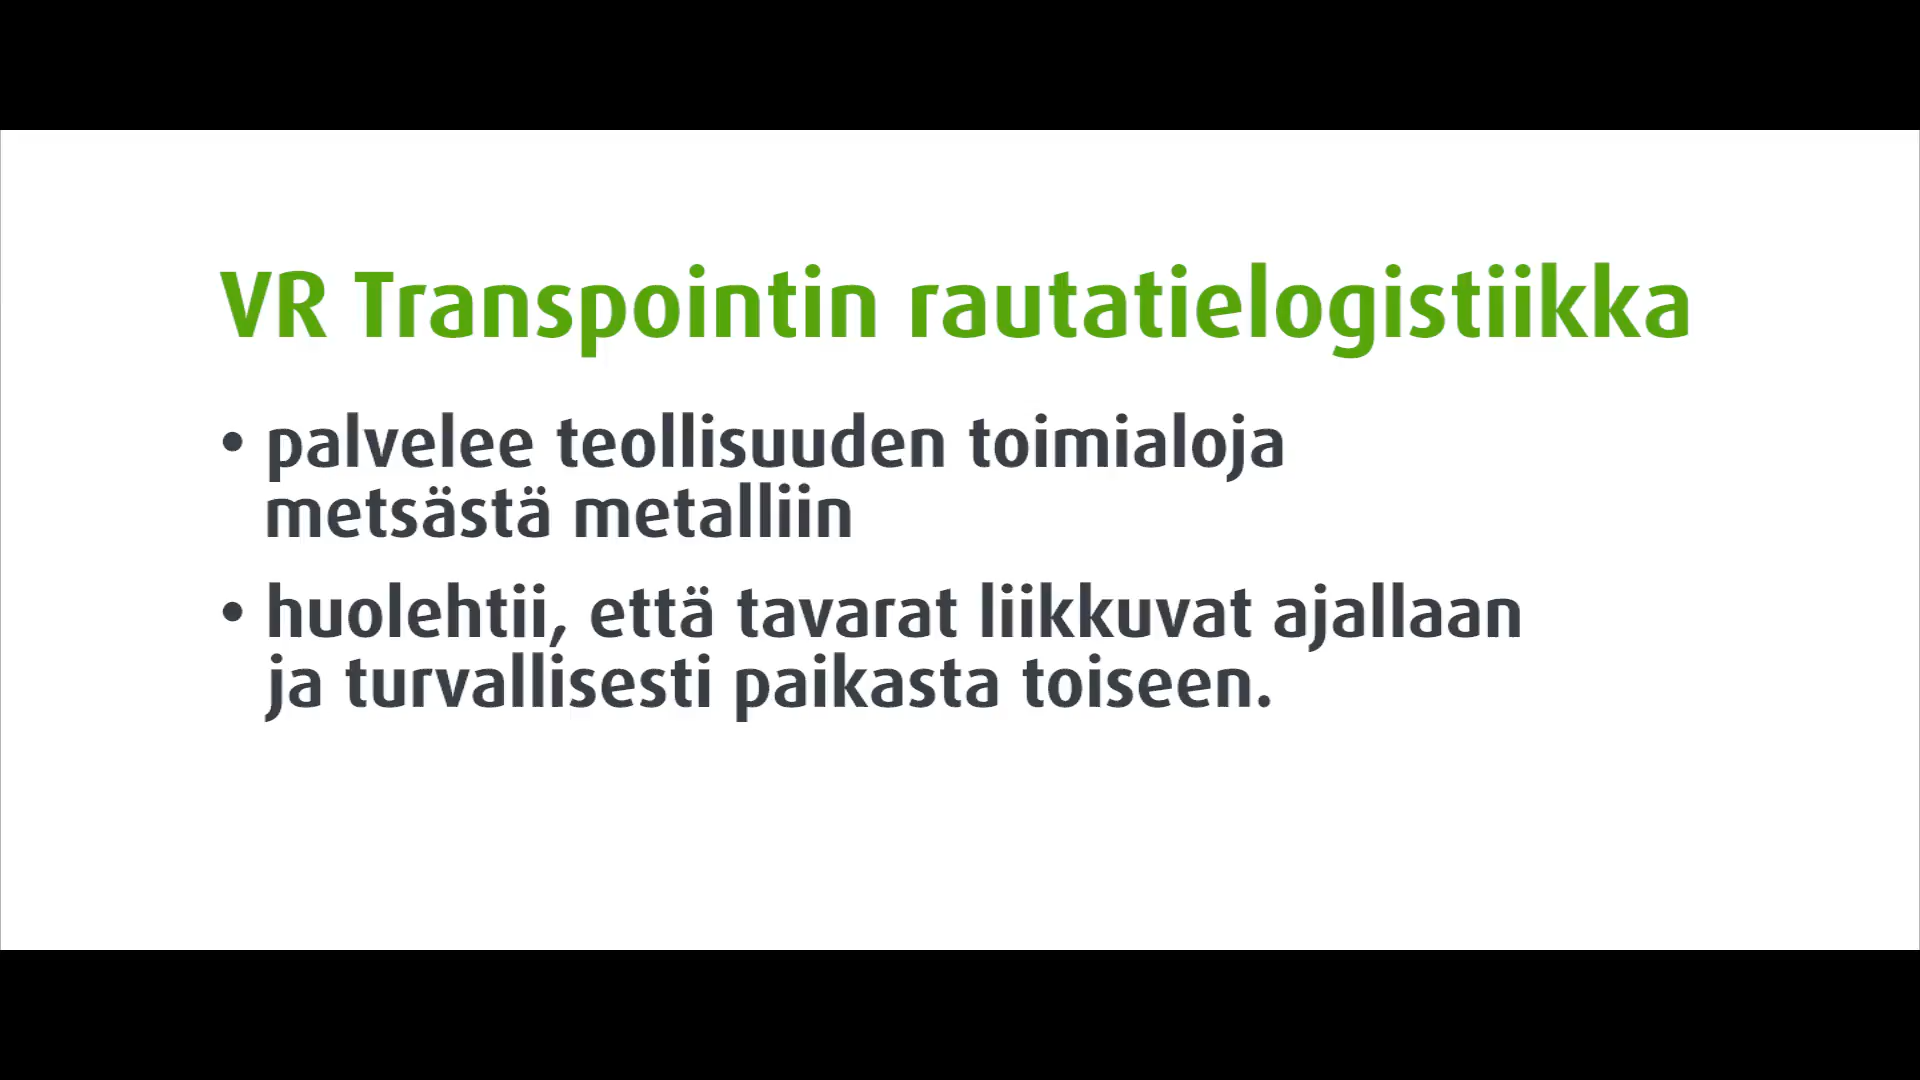 VR Transpointin rautatielogistiikka
• palvelee teollisuuden toimialoja
metsästä metalliin
• huolehtii, että tavarat liikkuvat ajallaan
ja turvallisesti paikasta toiseen.